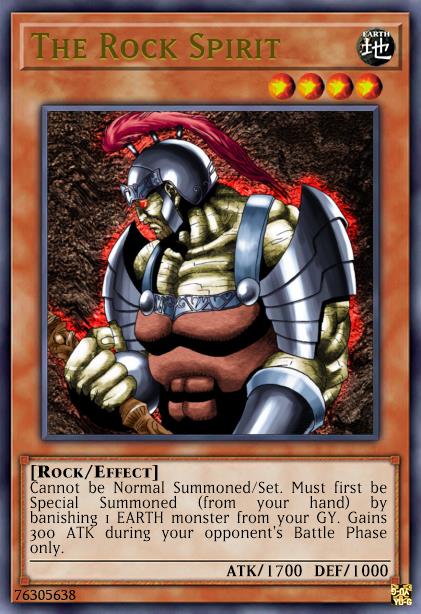 The Rock Spirit
EARTH
地
[Rock/Effect]
Cannot be Normal Summoned/Set. Must first be
Special Summoned (from your hand) by
banishing 1 EARTH monster from your GY. Gains
300 ATK during your opponent's Battle Phase
only.
ATK/1700 DEF/1000
76305638